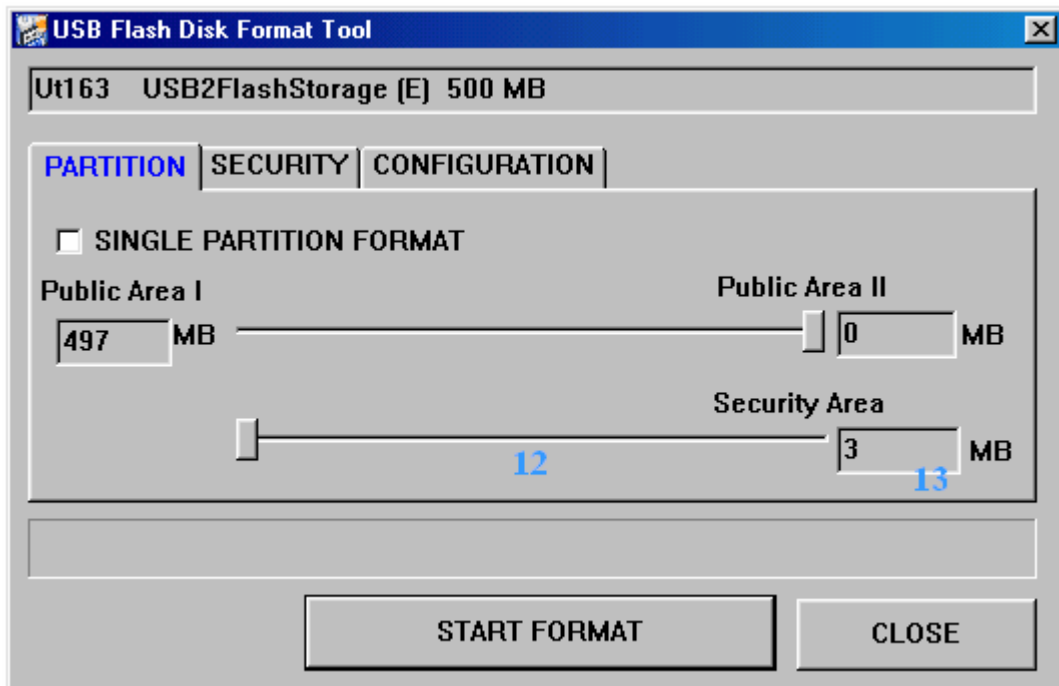 USB Flash Disk Format Tool
Ut163 USB2FlashStorage (E) 500 MB
PARTITION SECURITY CONFIGURATION
SINGLE PARTITION FORMAT
Public Area I Public Area II
497 MB 0 MB
Security Area
3 MB
12 13
START FORMAT CLOSE